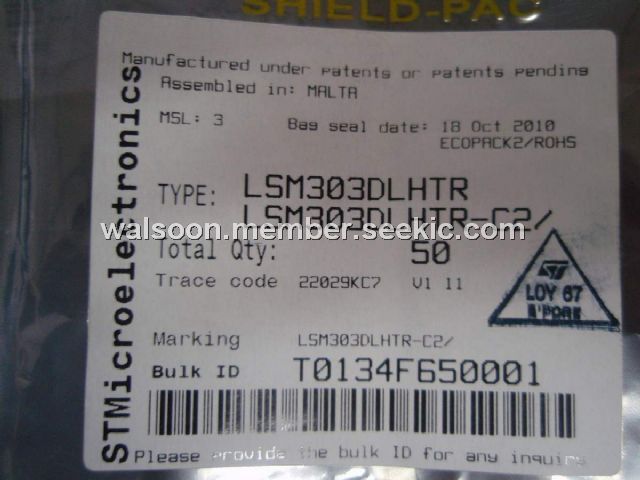 SHIELD-PAC
Manufactured under patents or patents pending
Assembled in: MALTA
MSL: 3 Bag seal date: 18 Oct 2010
ECOPACK2/ROHS
STMicroelectronics
TYPE: LSM303DLHTR
LSM303DLHTR-C2/
walsoon.member.seekic.com
Total Qty: 50
Trace code 22029KC7 V1 11
ST
LOY 67
S'PORE
Marking LSM303DLHTR-C2/
Bulk ID T0134F650001
Please provide the bulk ID for any inquiry